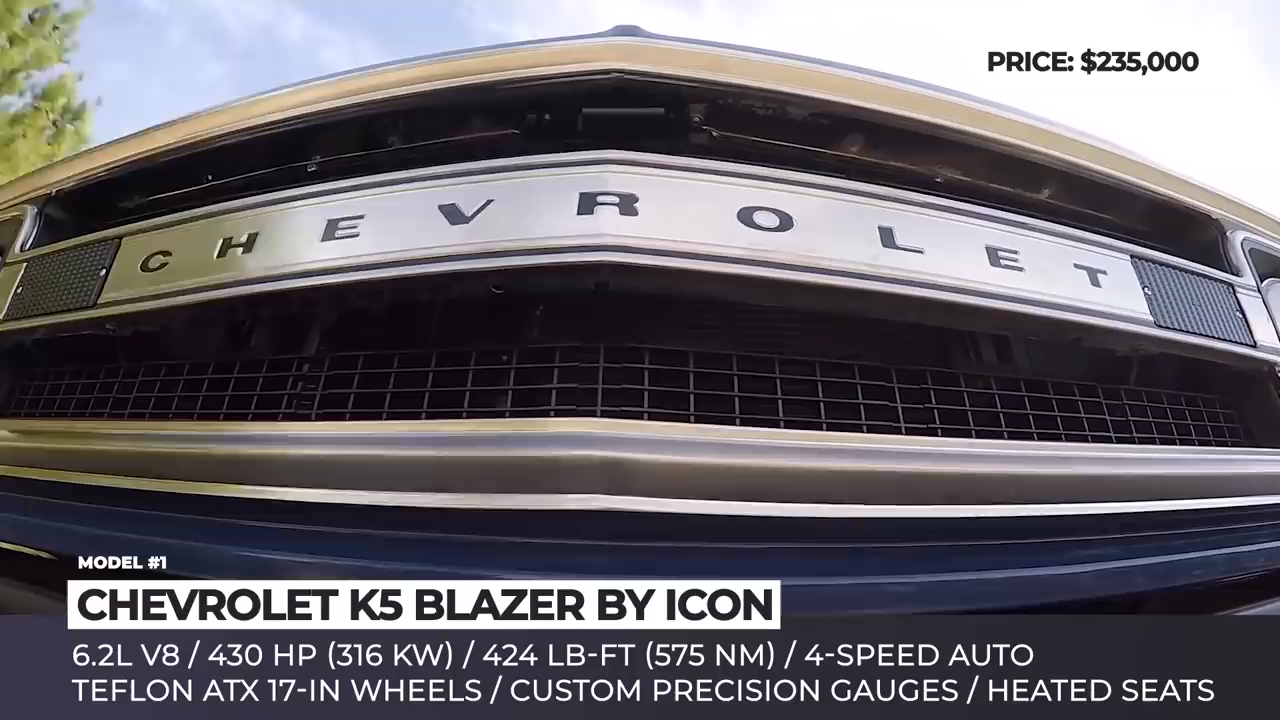 PRICE: $235,000
CHEVROLET
MODEL #1
CHEVROLET K5 BLAZER BY ICON
6.2L V8 / 430 HP (316 KW) / 424 LB-FT (575 NM) / 4-SPEED AUTO
TEFLON ATX 17-IN WHEELS / CUSTOM PRECISION GAUGES / HEATED SEATS